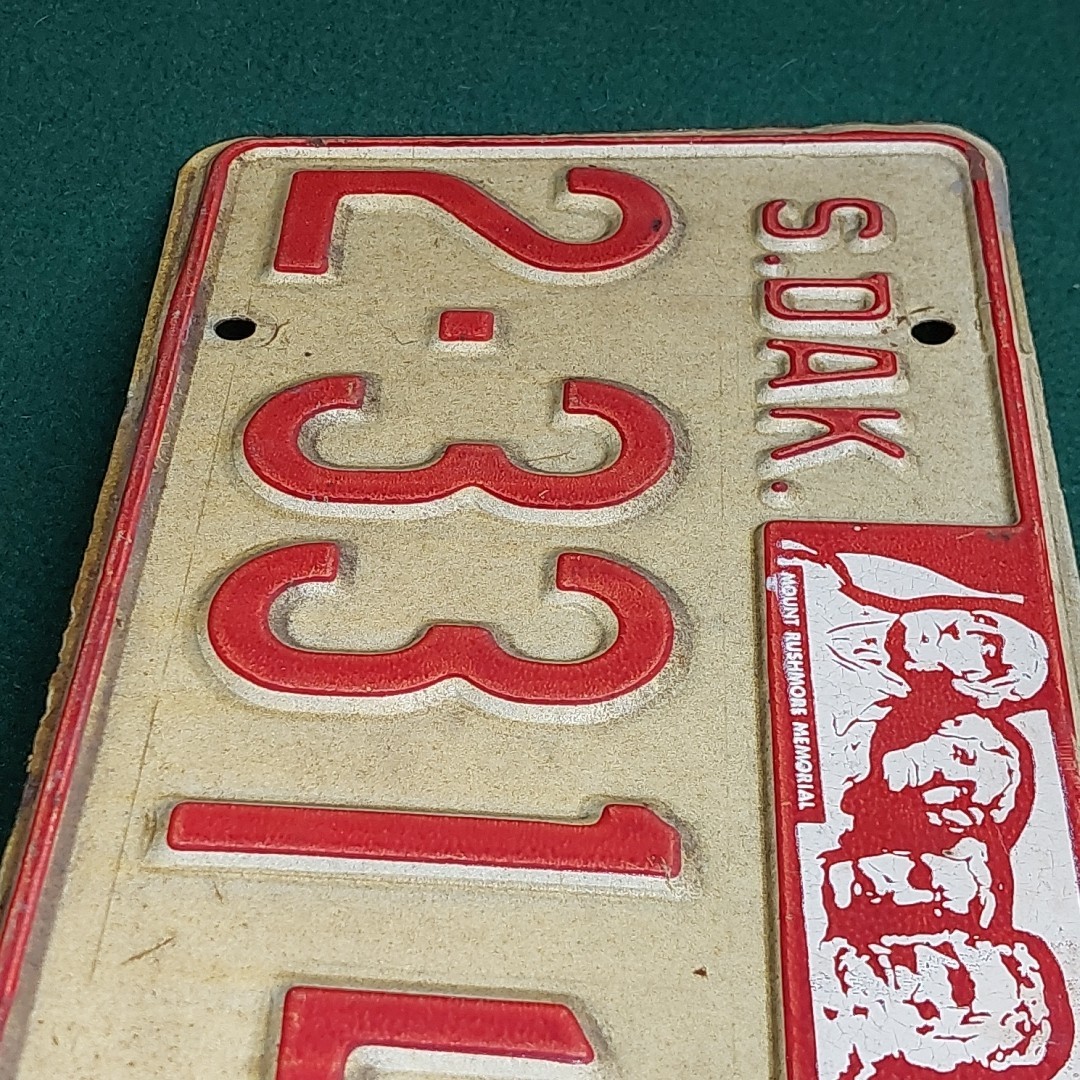 S.DAK.
MOUNT RUSHMORE MEMORIAL
2·331